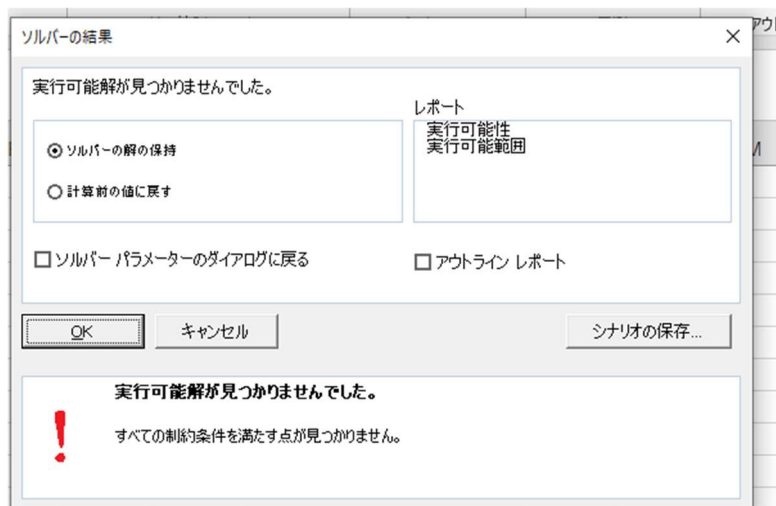 アウ
ソルバーの結果
実行可能解が見つかりませんでした。
レポート
実行可能性
実行可能範囲
ソルバーの解の保持
計算前の値に戻す
M
ソルバー パラメーターのダイアログに戻る
アウトライン レポート
OK
キャンセル
シナリオの保存...
実行可能解が見つかりませんでした。
すべての制約条件を満たす点が見つかりません。